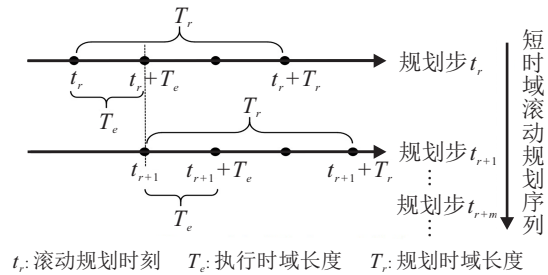 T_r
t_r t_r+T_e t_r+T_r 规划步t_r
T_e
T_r
t_{r+1} t_{r+1}+T_e t_{r+1}+T_r 规划步t_{r+1}
⋮
T_e 规划步t_{r+m}
⋮
短时域滚动规划序列
t_r:滚动规划时刻 T_e:执行时域长度 T_r:规划时域长度